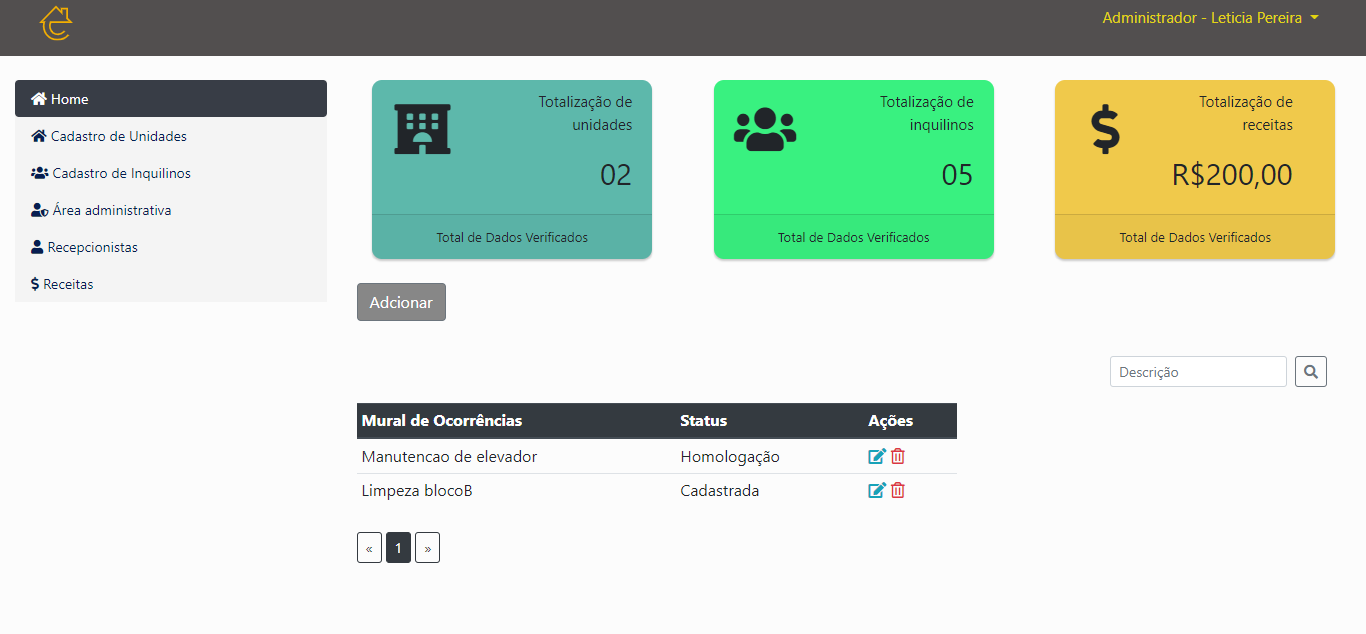 Administrador - Leticia Pereira
Home
Cadastro de Unidades
Cadastro de Inquilinos
Área administrativa
Recepcionistas
Receitas
Totalização de
unidades
02
Total de Dados Verificados
Totalização de
inquilinos
05
Total de Dados Verificados
Totalização de
receitas
R$200,00
Total de Dados Verificados
Adcionar
Descrição
Mural de Ocorrências Status Ações
Manutencao de elevador Homologação
Limpeza blocoB Cadastrada
« 1 »